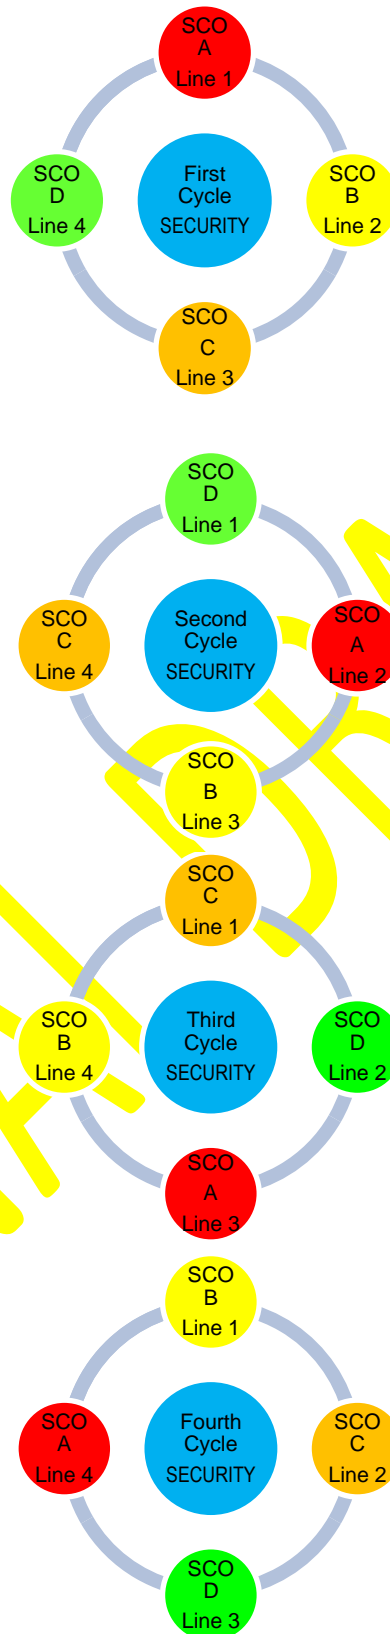 SCO
A
Line 1
SCO
D
Line 4
First
Cycle
SECURITY
SCO
B
Line 2
SCO
C
Line 3
SCO
D
Line 1
SCO
C
Line 4
Second
Cycle
SECURITY
SCO
A
Line 2
SCO
B
Line 3
SCO
C
Line 1
SCO
B
Line 4
Third
Cycle
SECURITY
SCO
D
Line 2
SCO
A
Line 3
SCO
B
Line 1
SCO
A
Line 4
Fourth
Cycle
SECURITY
SCO
C
Line 2
SCO
D
Line 3